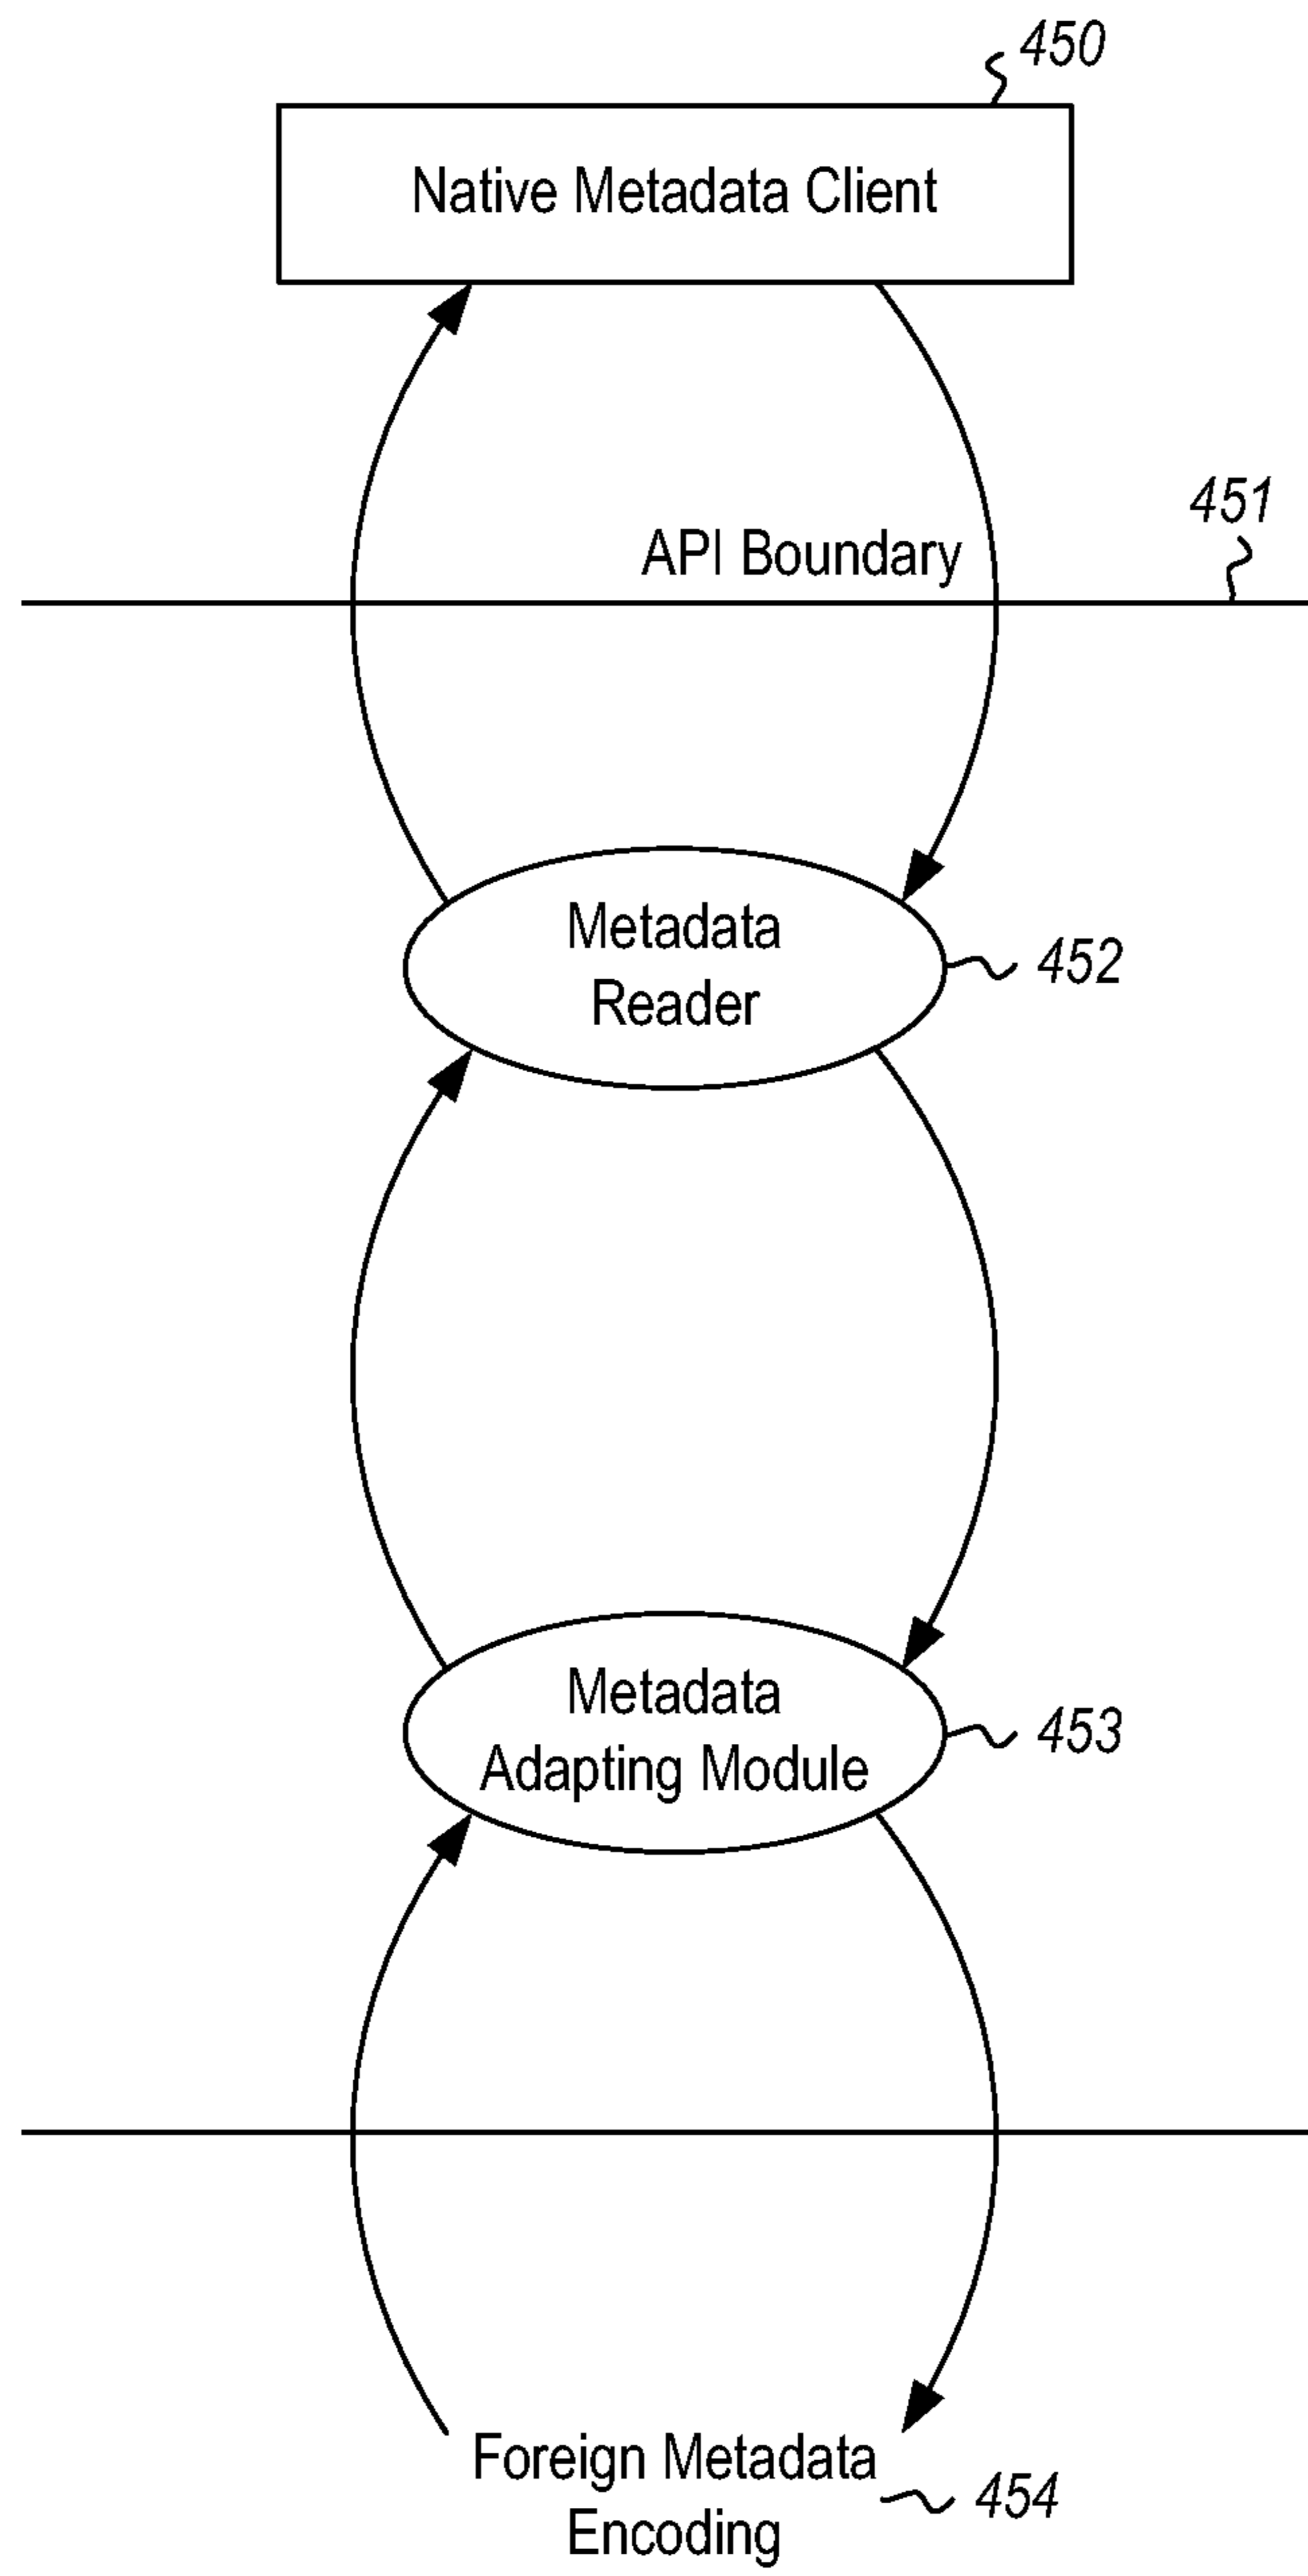 450
Native Metadata Client
451
API Boundary
Metadata
Reader
452
Metadata
Adapting Module
453
Foreign Metadata
Encoding
454